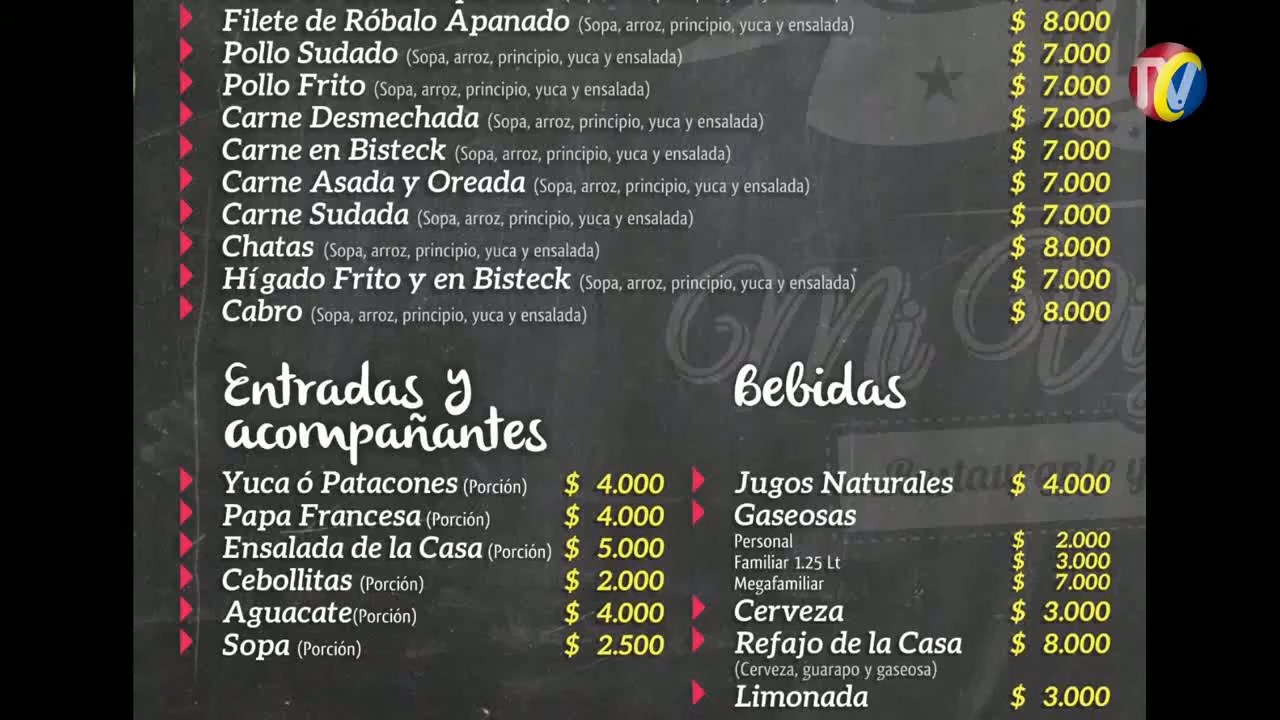 Filete de Róbalo Apanado (Sopa, arroz, principio, yuca y ensalada) $ 8.000
Pollo Sudado (Sopa, arroz, principio, yuca y ensalada) $ 7.000
Pollo Frito (Sopa, arroz, principio, yuca y ensalada) $ 7.000
Carne Desmechada (Sopa, arroz, principio, yuca y ensalada) $ 7.000
Carne en Bisteck (Sopa, arroz, principio, yuca y ensalada) $ 7.000
Carne Asada y Oreada (Sopa, arroz, principio, yuca y ensalada) $ 7.000
Carne Sudada (Sopa, arroz, principio, yuca y ensalada) $ 7.000
Chatas (Sopa, arroz, principio, yuca y ensalada) $ 8.000
Hígado Frito y en Bisteck (Sopa, arroz, principio, yuca y ensalada) $ 7.000
Cabro (Sopa, arroz, principio, yuca y ensalada) $ 8.000
TVC
Mi
Restaurante y
Entradas y
acompañantes
Yuca ó Patacones (Porción) $ 4.000
Papa Francesa (Porción) $ 4.000
Ensalada de la Casa (Porción) $ 5.000
Cebollitas (Porción) $ 2.000
Aguacate(Porción) $ 4.000
Sopa (Porción) $ 2.500
Bebidas
Jugos Naturales $ 4.000
Gaseosas
Personal $ 2.000
Familiar 1.25 Lt $ 3.000
Megafamiliar $ 7.000
Cerveza $ 3.000
Refajo de la Casa $ 8.000
(Cerveza, guarapo y gaseosa)
Limonada $ 3.000